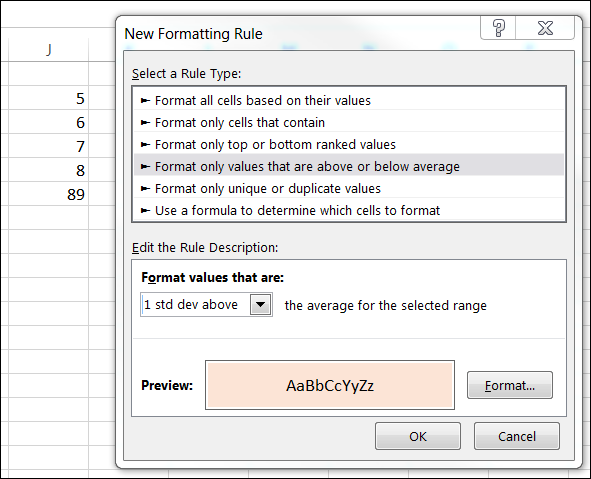 New Formatting Rule
?
J
5
6
7
8
89
Select a Rule Type:
► Format all cells based on their values
► Format only cells that contain
► Format only top or bottom ranked values
► Format only values that are above or below average
► Format only unique or duplicate values
► Use a formula to determine which cells to format
Edit the Rule Description:
Format values that are:
1 std dev above the average for the selected range
Preview: AaBbCcYyZz Format...
OK Cancel